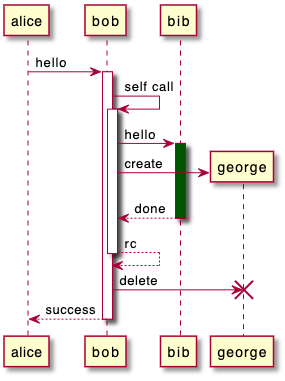 alice bob bib
hello
self call
hello
create
george
done
rc
delete
success
alice bob bib george